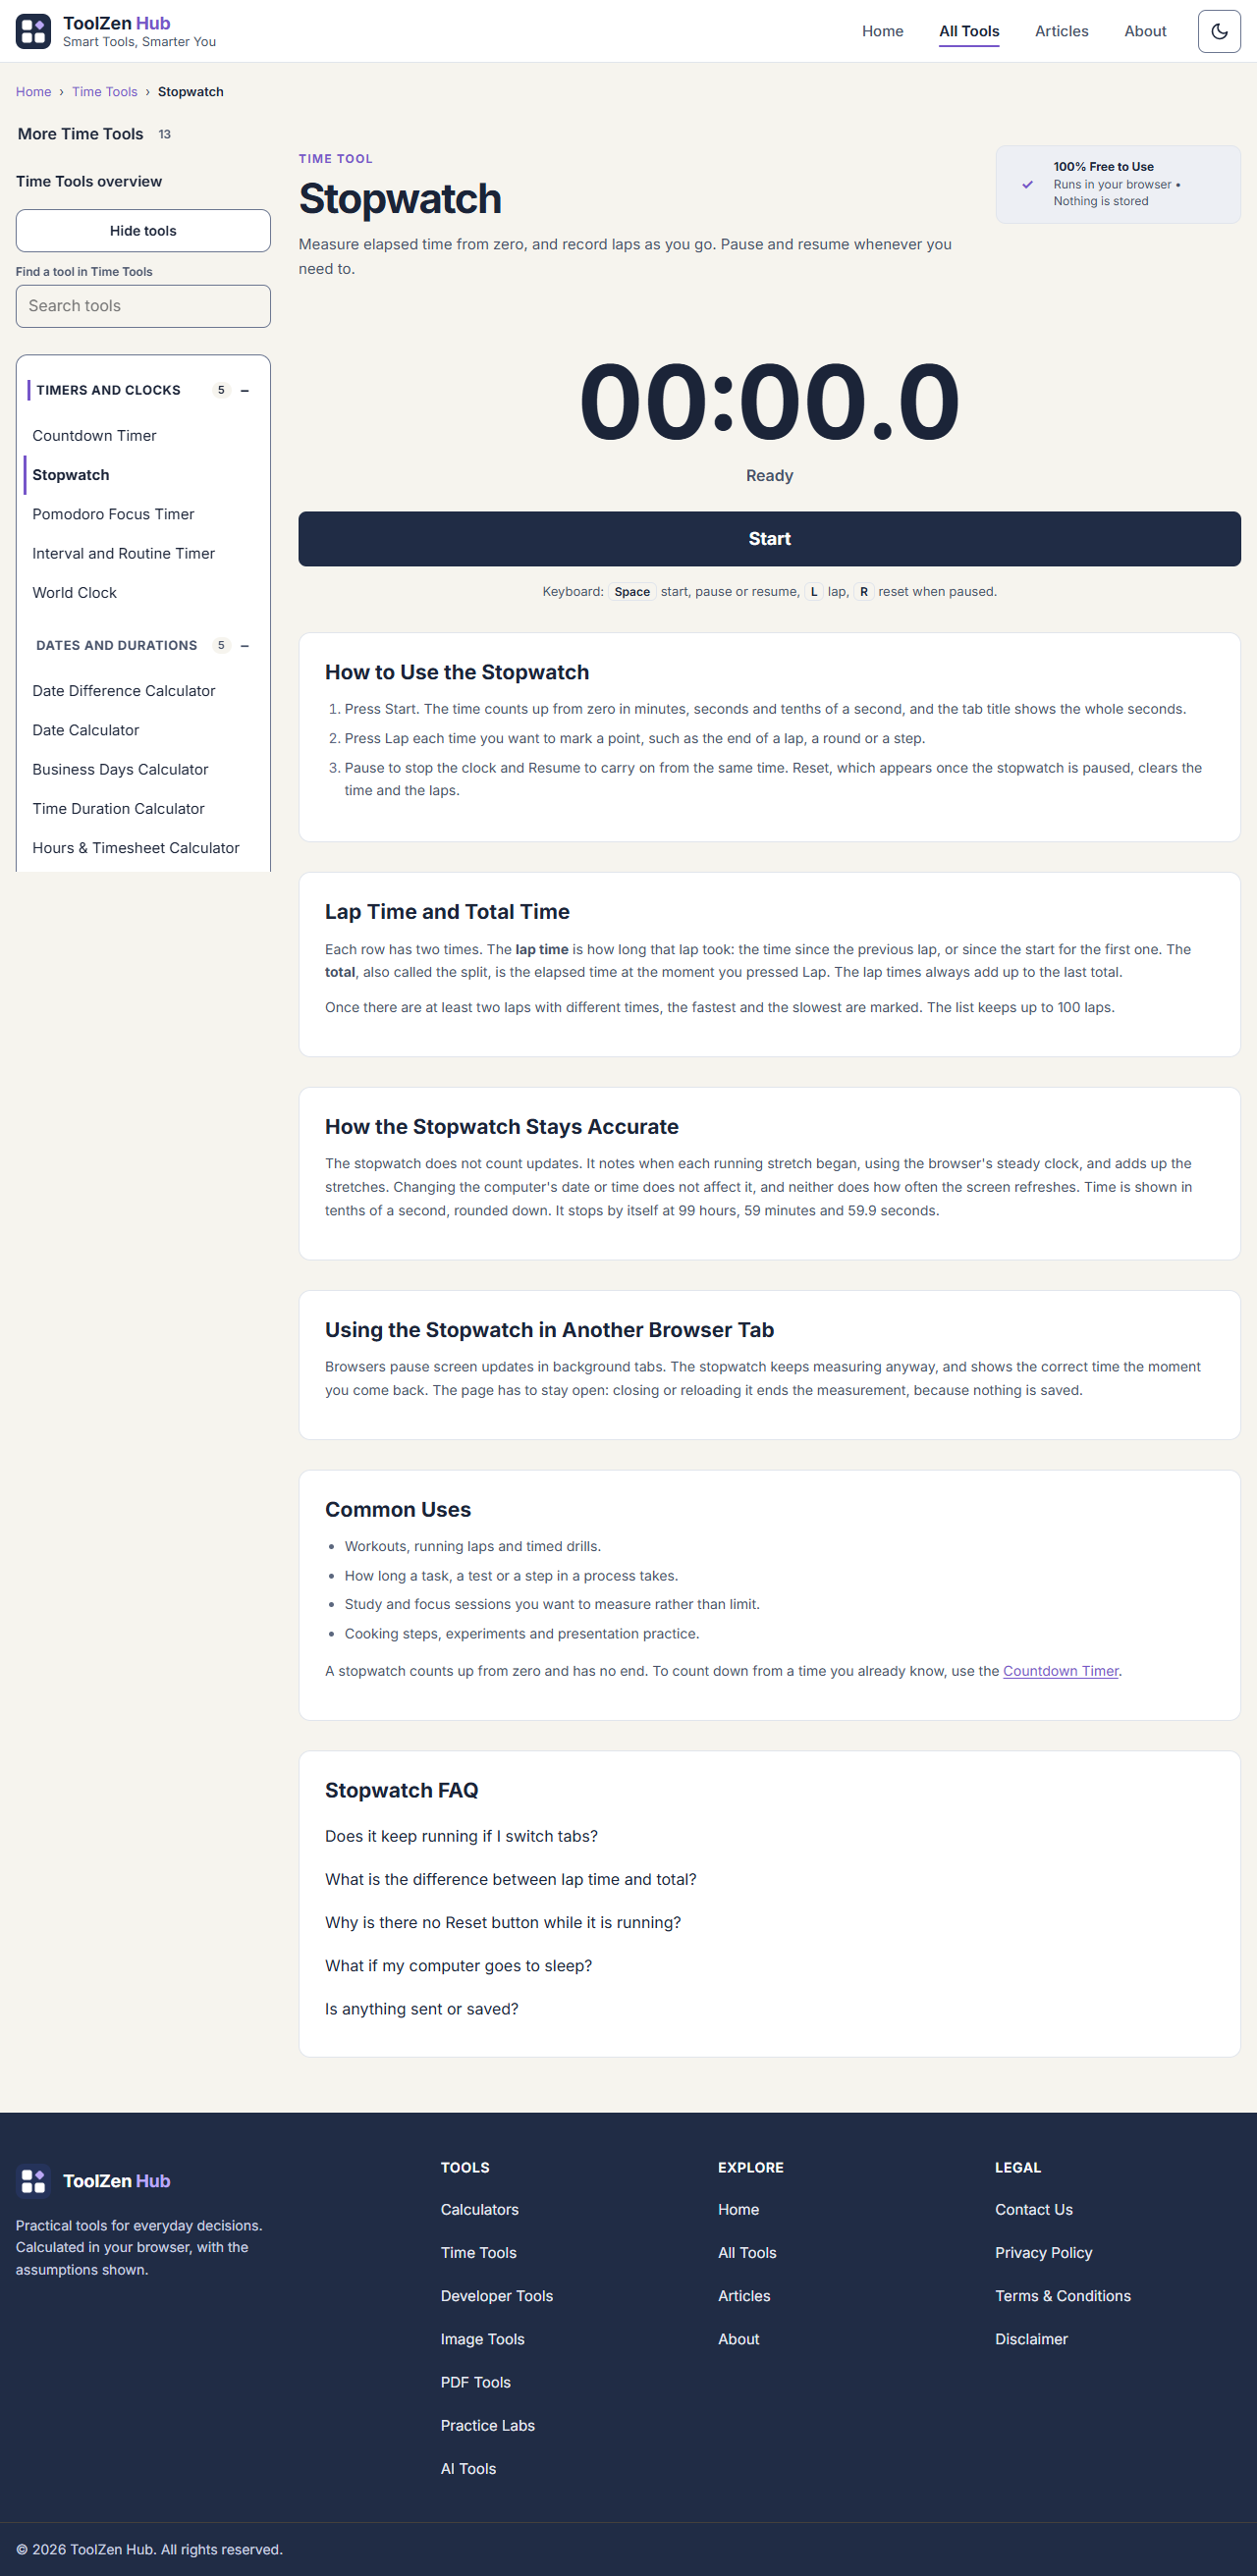 ToolZen Hub
Smart Tools, Smarter You
Home
All Tools
Articles
About
Home › Time Tools › Stopwatch
More Time Tools 13
Time Tools overview
Hide tools
Find a tool in Time Tools
Search tools
TIMERS AND CLOCKS 5 –
Countdown Timer
Stopwatch
Pomodoro Focus Timer
Interval and Routine Timer
World Clock
DATES AND DURATIONS 5 –
Date Difference Calculator
Date Calculator
Business Days Calculator
Time Duration Calculator
Hours & Timesheet Calculator
TIME TOOL
Stopwatch
Measure elapsed time from zero, and record laps as you go. Pause and resume whenever you
need to.
✓
100% Free to Use
Runs in your browser •
Nothing is stored
00:00.0
Ready
Start
Keyboard: Space start, pause or resume, L lap, R reset when paused.
How to Use the Stopwatch
1. Press Start. The time counts up from zero in minutes, seconds and tenths of a second, and the tab title shows the whole seconds.
2. Press Lap each time you want to mark a point, such as the end of a lap, a round or a step.
3. Pause to stop the clock and Resume to carry on from the same time. Reset, which appears once the stopwatch is paused, clears the
time and the laps.
Lap Time and Total Time
Each row has two times. The lap time is how long that lap took: the time since the previous lap, or since the start for the first one. The
total, also called the split, is the elapsed time at the moment you pressed Lap. The lap times always add up to the last total.
Once there are at least two laps with different times, the fastest and the slowest are marked. The list keeps up to 100 laps.
How the Stopwatch Stays Accurate
The stopwatch does not count updates. It notes when each running stretch began, using the browser's steady clock, and adds up the
stretches. Changing the computer's date or time does not affect it, and neither does how often the screen refreshes. Time is shown in
tenths of a second, rounded down. It stops by itself at 99 hours, 59 minutes and 59.9 seconds.
Using the Stopwatch in Another Browser Tab
Browsers pause screen updates in background tabs. The stopwatch keeps measuring anyway, and shows the correct time the moment
you come back. The page has to stay open: closing or reloading it ends the measurement, because nothing is saved.
Common Uses
• Workouts, running laps and timed drills.
• How long a task, a test or a step in a process takes.
• Study and focus sessions you want to measure rather than limit.
• Cooking steps, experiments and presentation practice.
A stopwatch counts up from zero and has no end. To count down from a time you already know, use the Countdown Timer.
Stopwatch FAQ
Does it keep running if I switch tabs?
What is the difference between lap time and total?
Why is there no Reset button while it is running?
What if my computer goes to sleep?
Is anything sent or saved?
ToolZen Hub
Practical tools for everyday decisions.
Calculated in your browser, with the
assumptions shown.
TOOLS
Calculators
Time Tools
Developer Tools
Image Tools
PDF Tools
Practice Labs
AI Tools
EXPLORE
Home
All Tools
Articles
About
LEGAL
Contact Us
Privacy Policy
Terms & Conditions
Disclaimer
© 2026 ToolZen Hub. All rights reserved.